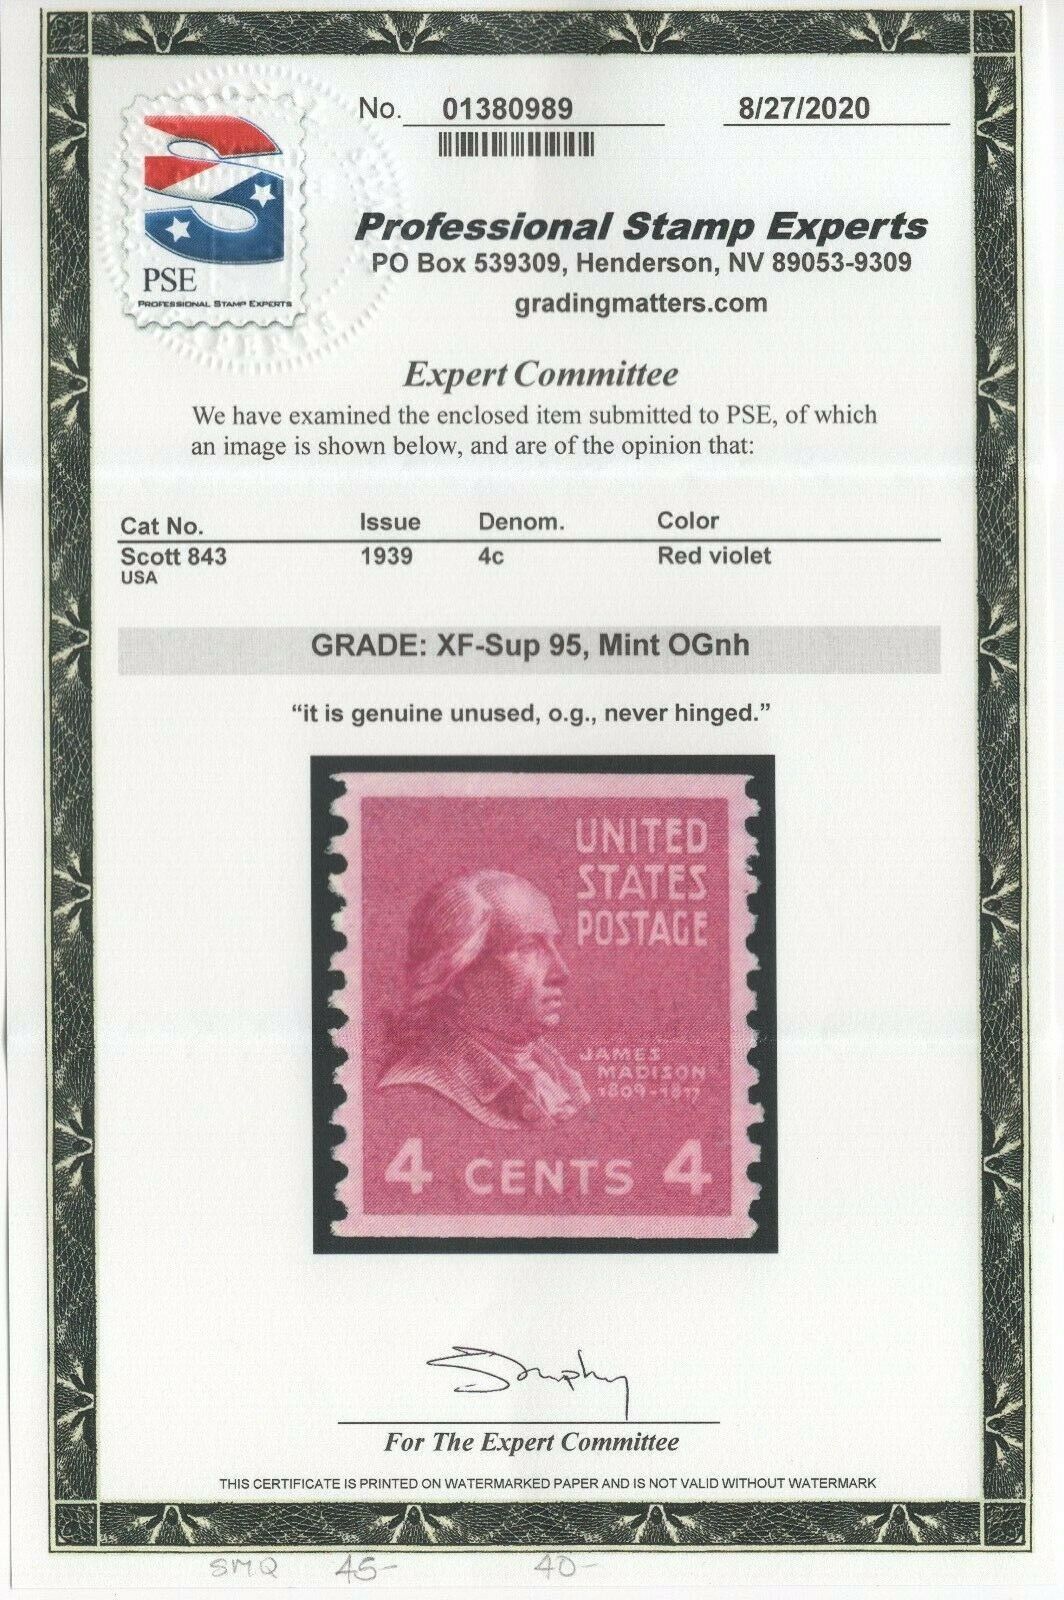 No. 01380989 8/27/2020
PSE
PROFESSIONAL STAMP EXPERTS
Professional Stamp Experts
PO Box 539309, Henderson, NV 89053-9309
gradingmatters.com
Expert Committee
We have examined the enclosed item submitted to PSE, of which
an image is shown below, and are of the opinion that:
Cat No. Issue Denom. Color
Scott 843 1939 4c Red violet
USA
GRADE: XF-Sup 95, Mint OGnh
“it is genuine unused, o.g., never hinged.”
UNITED
STATES
POSTAGE
JAMES
MADISON
1809-1817
4 CENTS 4
For The Expert Committee
THIS CERTIFICATE IS PRINTED ON WATERMARKED PAPER AND IS NOT VALID WITHOUT WATERMARK
SMQ 45- 40-